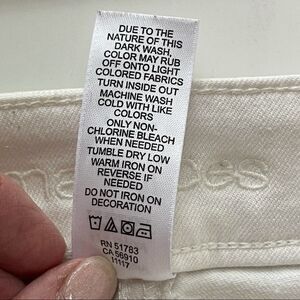 DUE TO THE
NATURE OF THIS
DARK WASH,
COLOR MAY RUB
OFF ONTO LIGHT
COLORED FABRICS
TURN INSIDE OUT
MACHINE WASH
COLD WITH LIKE
COLORS
ONLY NON-
CHLORINE BLEACH
WHEN NEEDED
TUMBLE DRY LOW
WARM IRON ON
REVERSE IF
NEEDED
DO NOT IRON ON
DECORATION
RN 51783
CA 56910
11117